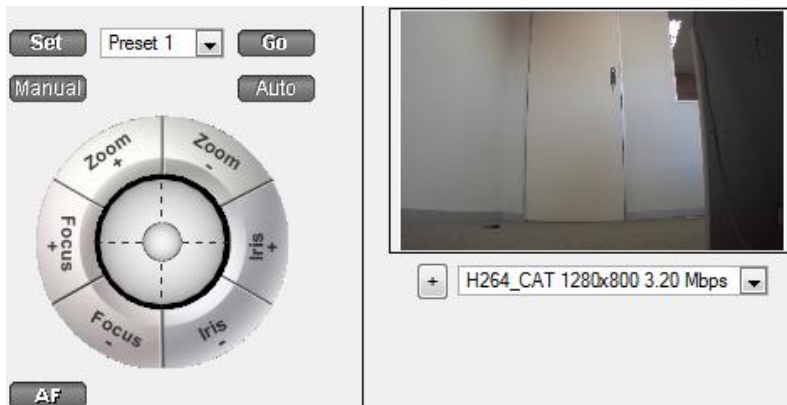 Set Preset 1 Go
Manual Auto
Zoom + Zoom -
Focus + Iris +
Focus - Iris -
AF
+ H264_CAT 1280x800 3.20 Mbps